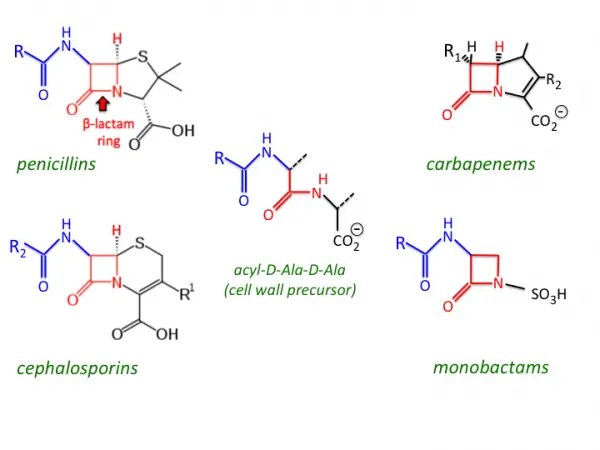 H
N
R
O
H
S
O
N
β-lactam
ring
O
OH
penicillins
R1
H
H
O
N
R2
CO2⊖
carbapenems
H
N
R
O
H
N
O
CO2⊖
acyl-D-Ala-D-Ala
(cell wall precursor)
H
N
R2
O
H
S
O
N
R1
O
OH
cephalosporins
H
N
R
O
O
N
SO3H
monobactams